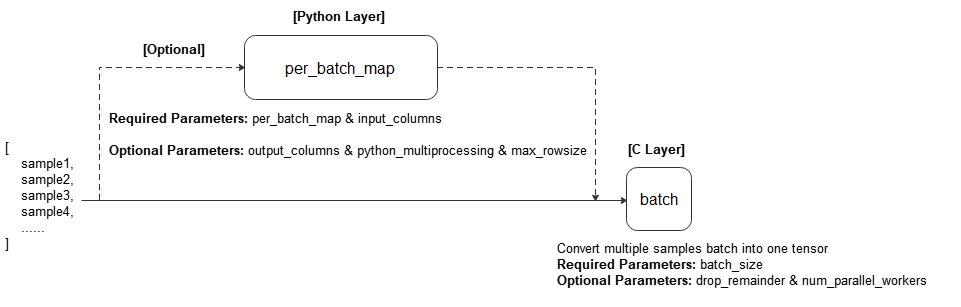 [Python Layer]
[Optional]
per_batch_map
Required Parameters: per_batch_map & input_columns
Optional Parameters: output_columns & python_multiprocessing & max_rowsize
[C Layer]
[
sample1,
sample2,
sample3,
sample4,
......
]
batch
Convert multiple samples batch into one tensor
Required Parameters: batch_size
Optional Parameters: drop_remainder & num_parallel_workers